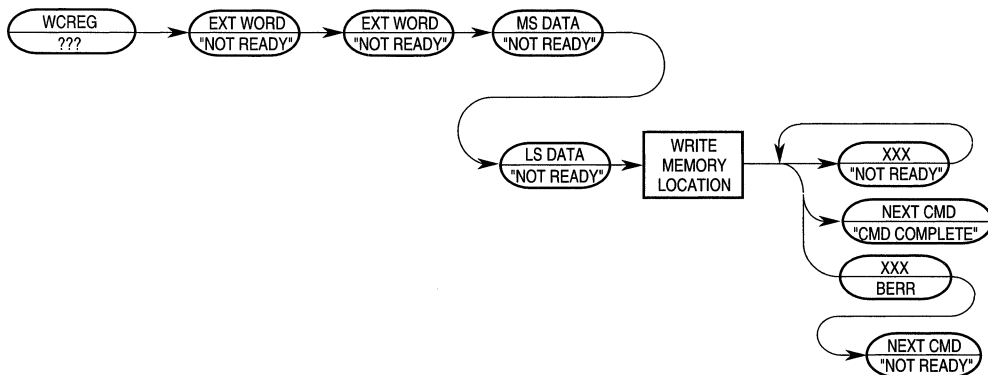 WCREG
???
EXT WORD
"NOT READY"
EXT WORD
"NOT READY"
MS DATA
"NOT READY"
LS DATA
"NOT READY"
WRITE
MEMORY
LOCATION
XXX
"NOT READY"
NEXT CMD
"CMD COMPLETE"
XXX
BERR
NEXT CMD
"NOT READY"